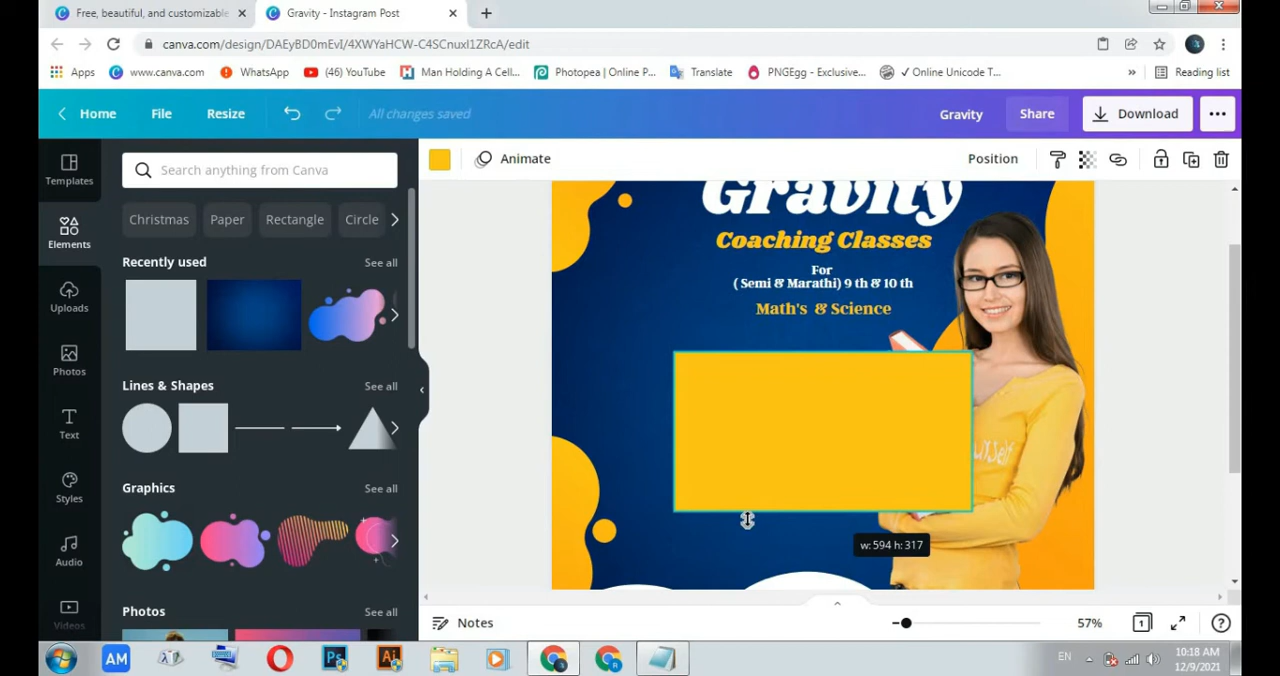 Free, beautiful, and customizable
Gravity - Instagram Post
canva.com/design/DAEyBD0mEvI/4XWYaHCW-C4SCnuxl1ZRcA/edit
Apps
www.canva.com
WhatsApp
(46) YouTube
Man Holding A Cell...
Photopea | Online P...
Translate
PNGEgg - Exclusive...
✓ Online Unicode T...
»
Reading list
Home
File
Resize
All changes saved
Gravity
Share
Download
Templates
Elements
Uploads
Photos
Text
Styles
Audio
Videos
Search anything from Canva
Christmas
Paper
Rectangle
Circle
Recently used
See all
Lines & Shapes
See all
Graphics
See all
Photos
See all
Animate
Position
Gravity
Coaching Classes
For
( Semi & Marathi) 9 th & 10 th
Math's & Science
w: 594 h: 317
Notes
57%
1
?
AM
Ps
Ai
EN
10:18 AM
12/9/2021